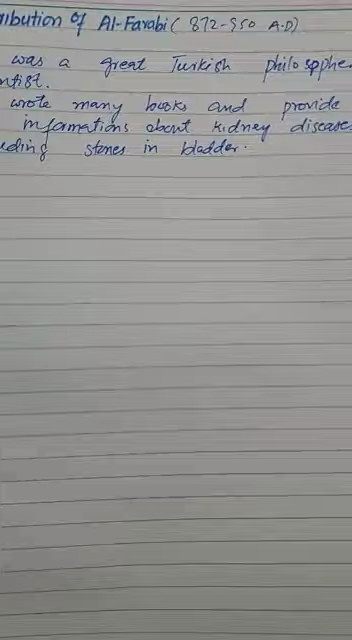 ribution of Al-Farabi ( 872-950 A.D)
was a great Turkish philosophe
ntist.
wrote many books and provide
informations about kidney disease
uding stones in bladder.